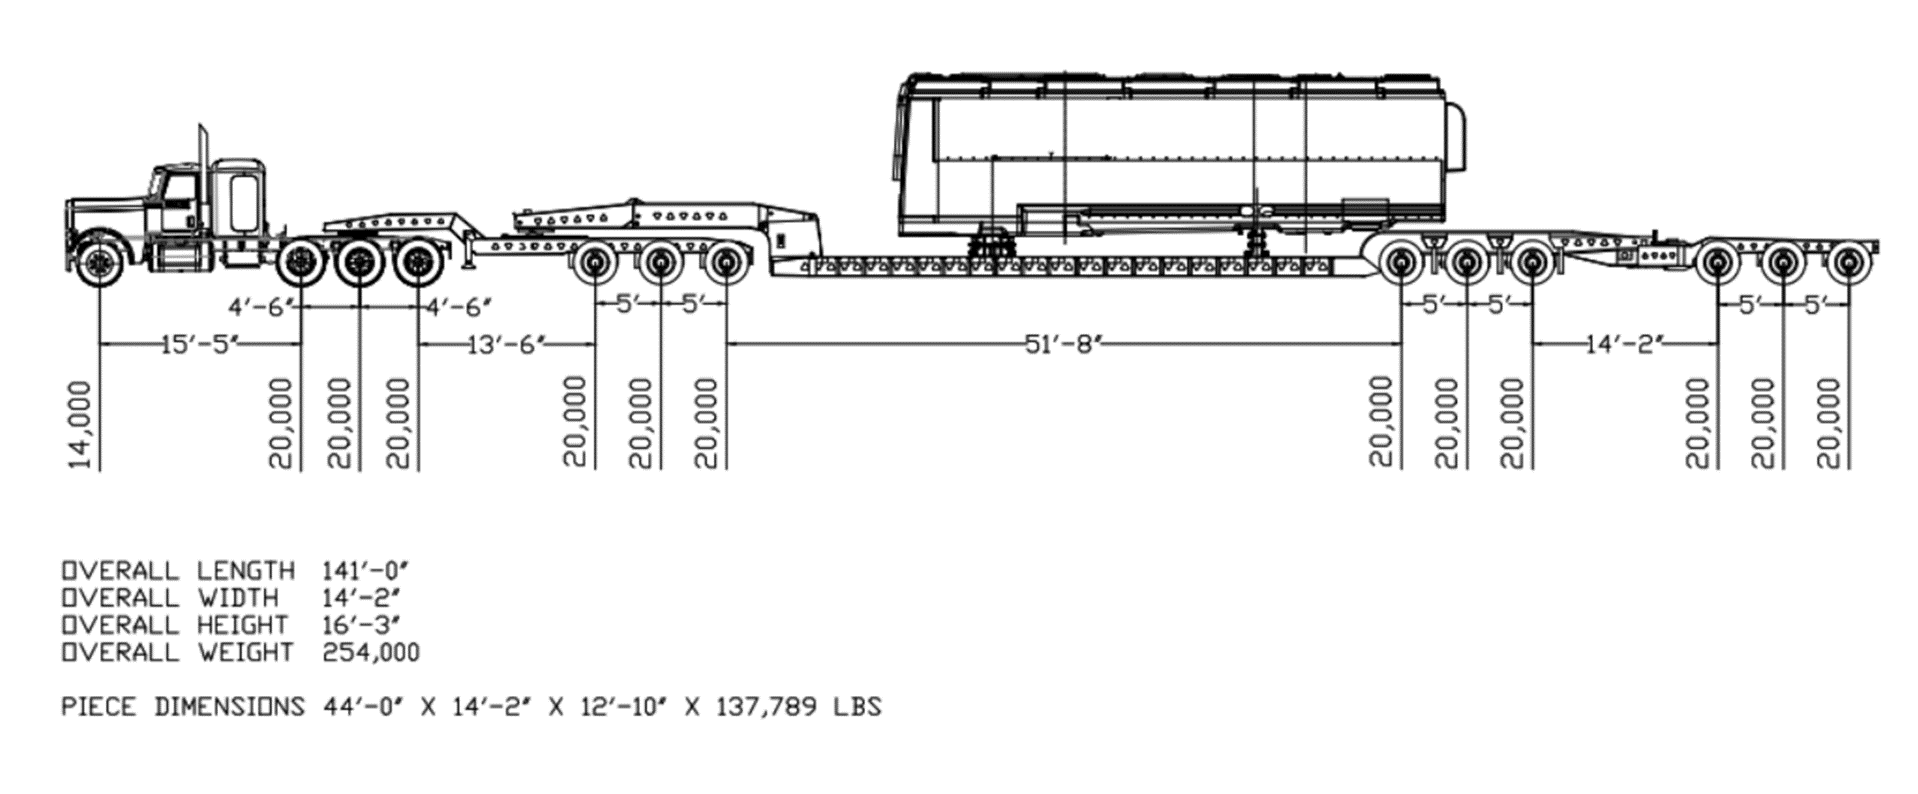 4'-6" 4'-6" 5' 5' 5' 5' 5' 5'
15'-5" 13'-6" 51'-8" 14'-2"
14,000 20,000 20,000 20,000 20,000 20,000 20,000 20,000 20,000 20,000 20,000 20,000 20,000
OVERALL LENGTH 141'-0"
OVERALL WIDTH 14'-2"
OVERALL HEIGHT 16'-3"
OVERALL WEIGHT 254,000
PIECE DIMENSIONS 44'-0" X 14'-2" X 12'-10" X 137,789 LBS